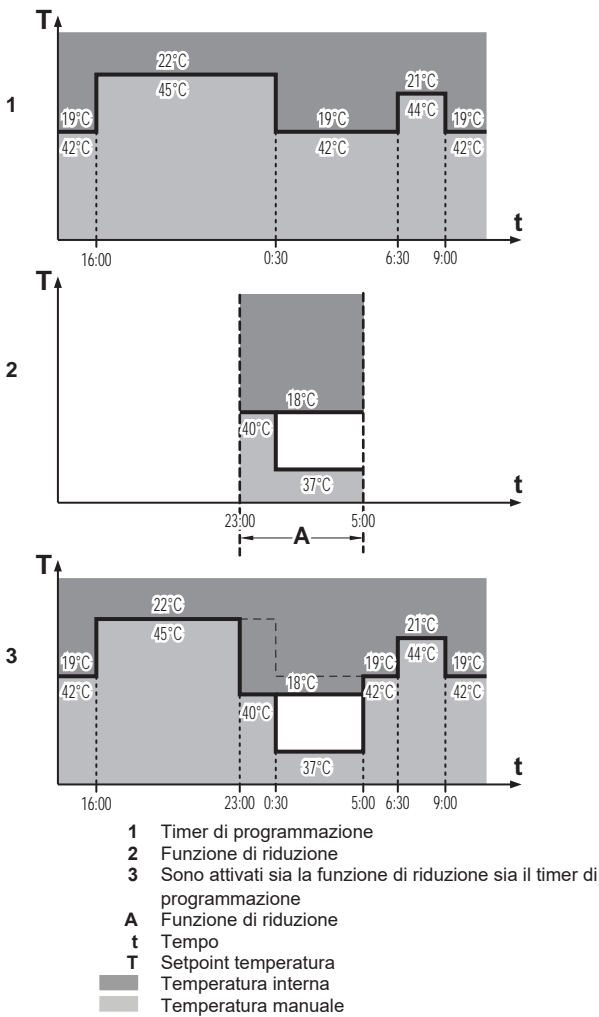 T
1
22°C
45°C
21°C
44°C
19°C
19°C
19°C
42°C
42°C
42°C
t
16:00
0:30
6:30
9:00
T
2
18°C
40°C
37°C
t
23:00
5:00
A
T
3
22°C
45°C
21°C
44°C
19°C
19°C
19°C
42°C
18°C
42°C
42°C
40°C
37°C
t
16:00
23:00
0:30
5:00
6:30
9:00
1 Timer di programmazione
2 Funzione di riduzione
3 Sono attivati sia la funzione di riduzione sia il timer di
programmazione
A Funzione di riduzione
t Tempo
T Setpoint temperatura
Temperatura interna
Temperatura manuale